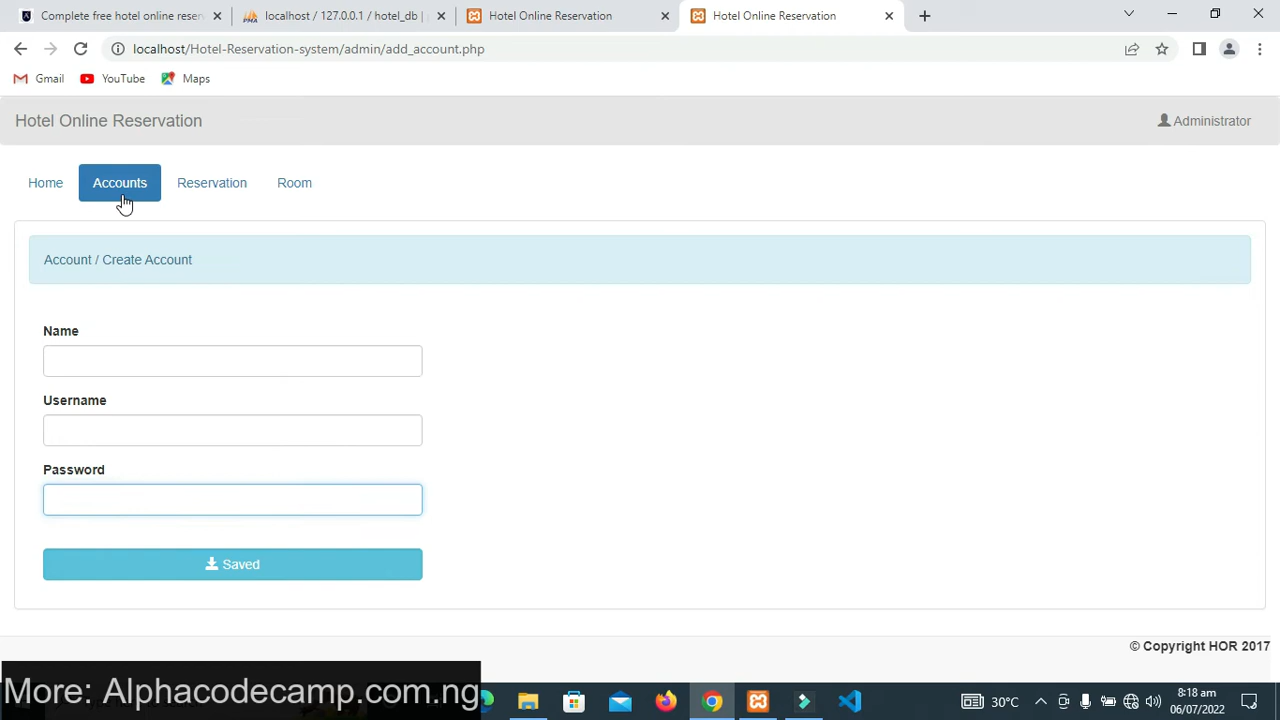 Complete free hotel online reser
localhost / 127.0.0.1 / hotel_db |
Hotel Online Reservation
Hotel Online Reservation
localhost/Hotel-Reservation-system/admin/add_account.php
Gmail
YouTube
Maps
Hotel Online Reservation
Administrator
Home
Accounts
Reservation
Room
Account / Create Account
Name
Username
Password
Saved
© Copyright HOR 2017
More: Alphacodecamp.com.ng
30°C
8:18 am
06/07/2022